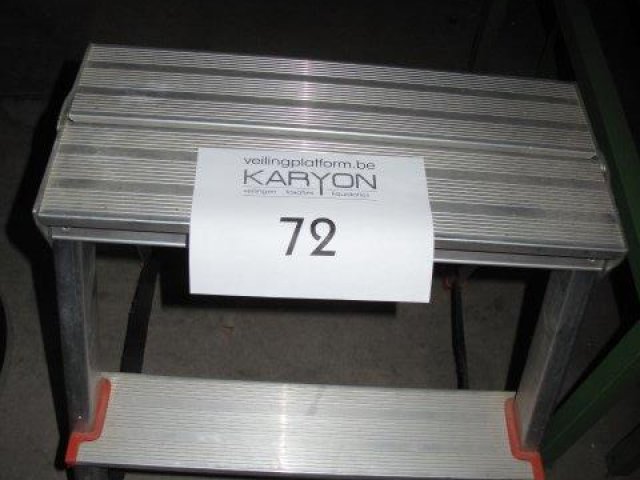 veilingplatform.be
KARYON
veilingen taxaties liquidaties
72